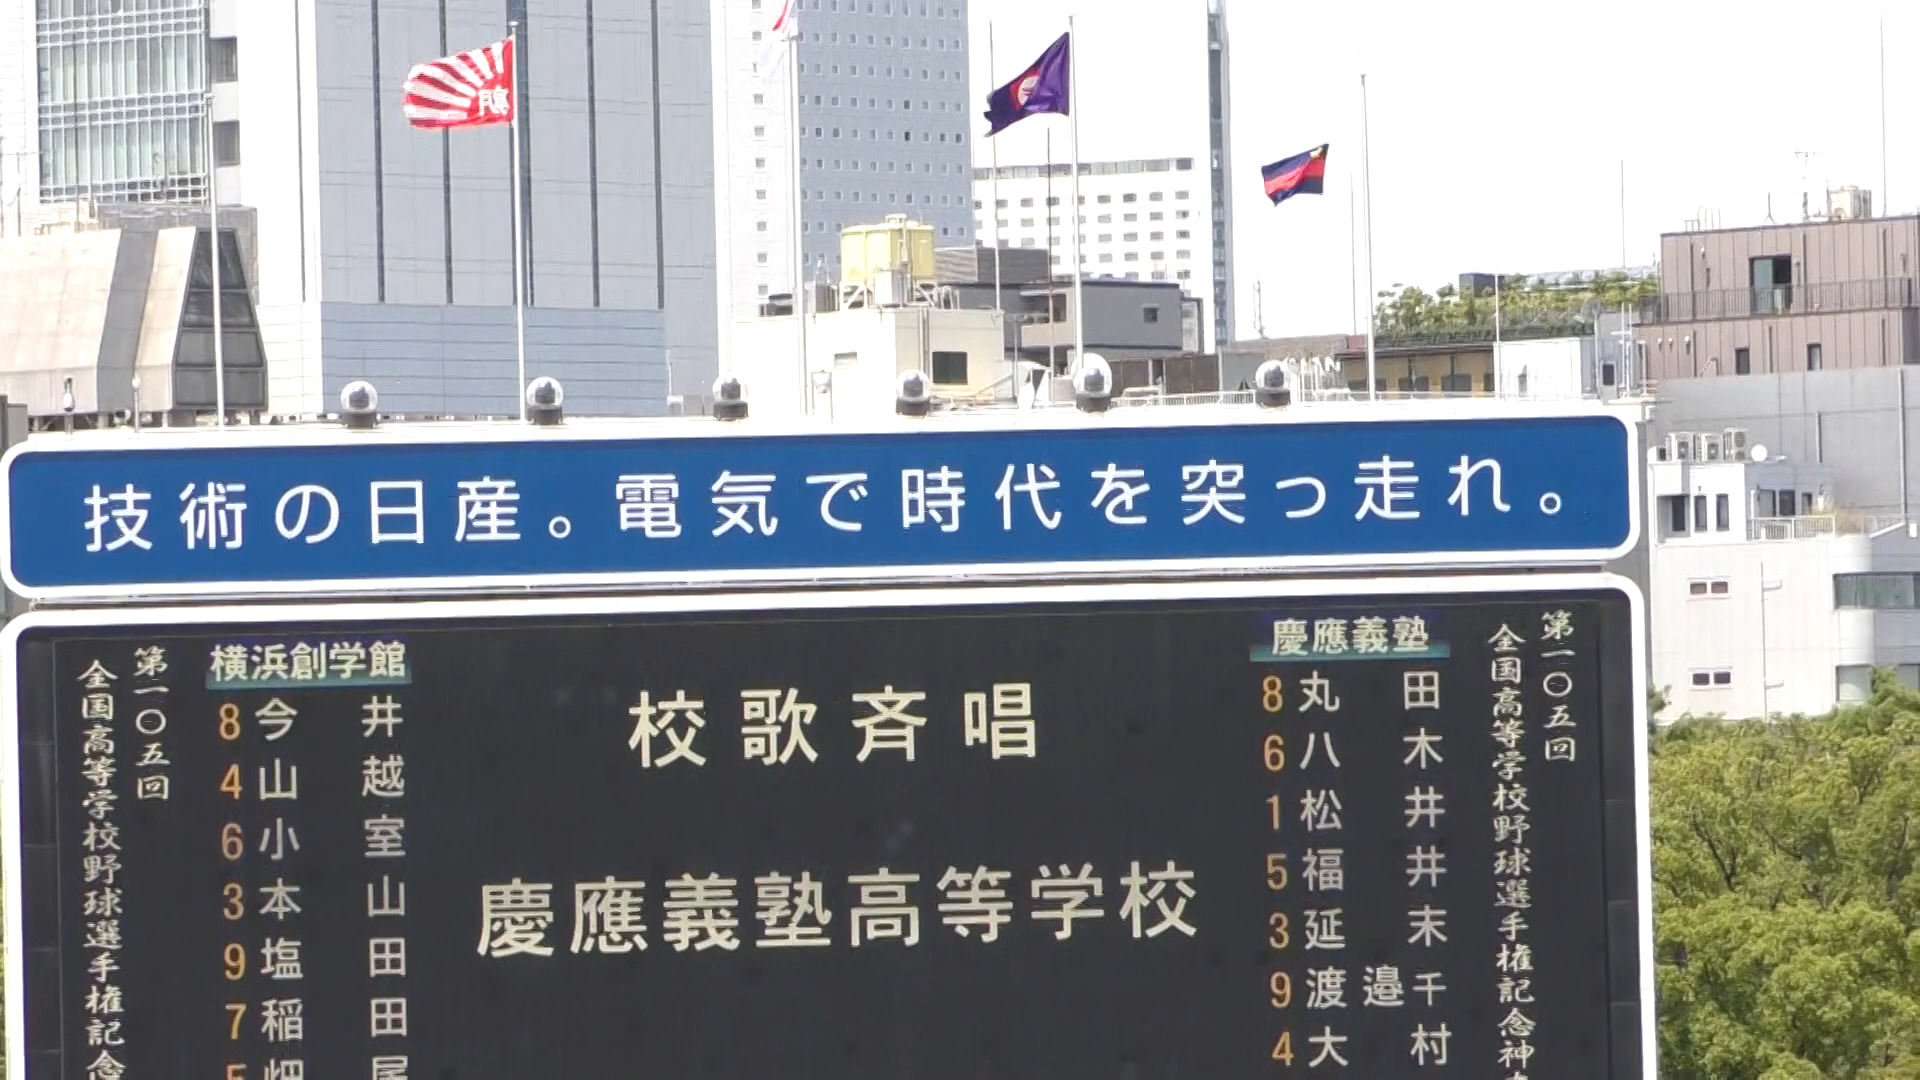 朝
技術の日産。電気で時代を突っ走れ。
第一〇五回
全国高等学校野球選手権記念
横浜創学館
8 今井
4 山越
6 小室
3 本山
9 塩田
7 稲田
5 畑尾
校歌斉唱
慶應義塾高等学校
慶應義塾
8 丸田
6 八木
1 松井
5 福井
3 延末
9 渡邉千
4 大村
第一〇五回
全国高等学校野球選手権記念神